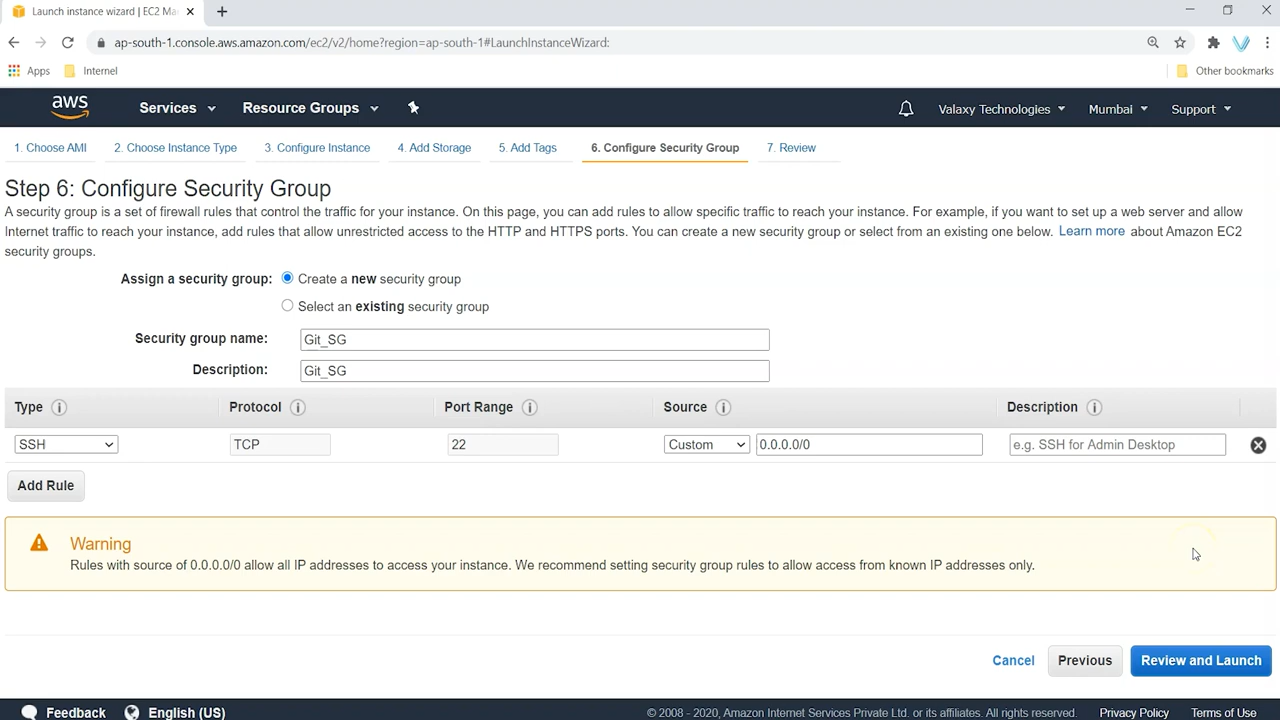 Launch instance wizard | EC2 Ma
ap-south-1.console.aws.amazon.com/ec2/v2/home?region=ap-south-1#LaunchInstanceWizard:
Apps Internet Other bookmarks
aws Services Resource Groups Valaxy Technologies Mumbai Support
1. Choose AMI 2. Choose Instance Type 3. Configure Instance 4. Add Storage 5. Add Tags 6. Configure Security Group 7. Review
Step 6: Configure Security Group
A security group is a set of firewall rules that control the traffic for your instance. On this page, you can add rules to allow specific traffic to reach your instance. For example, if you want to set up a web server and allow
Internet traffic to reach your instance, add rules that allow unrestricted access to the HTTP and HTTPS ports. You can create a new security group or select from an existing one below. Learn more about Amazon EC2
security groups.
Assign a security group: Create a new security group
Select an existing security group
Security group name: Git_SG
Description: Git_SG
Type i Protocol i Port Range i Source i Description i
SSH TCP 22 Custom 0.0.0.0/0 e.g. SSH for Admin Desktop
Add Rule
Warning
Rules with source of 0.0.0.0/0 allow all IP addresses to access your instance. We recommend setting security group rules to allow access from known IP addresses only.
Cancel Previous Review and Launch
Feedback English (US) © 2008 - 2020, Amazon Internet Services Private Ltd. or its affiliates. All rights reserved. Privacy Policy Terms of Use